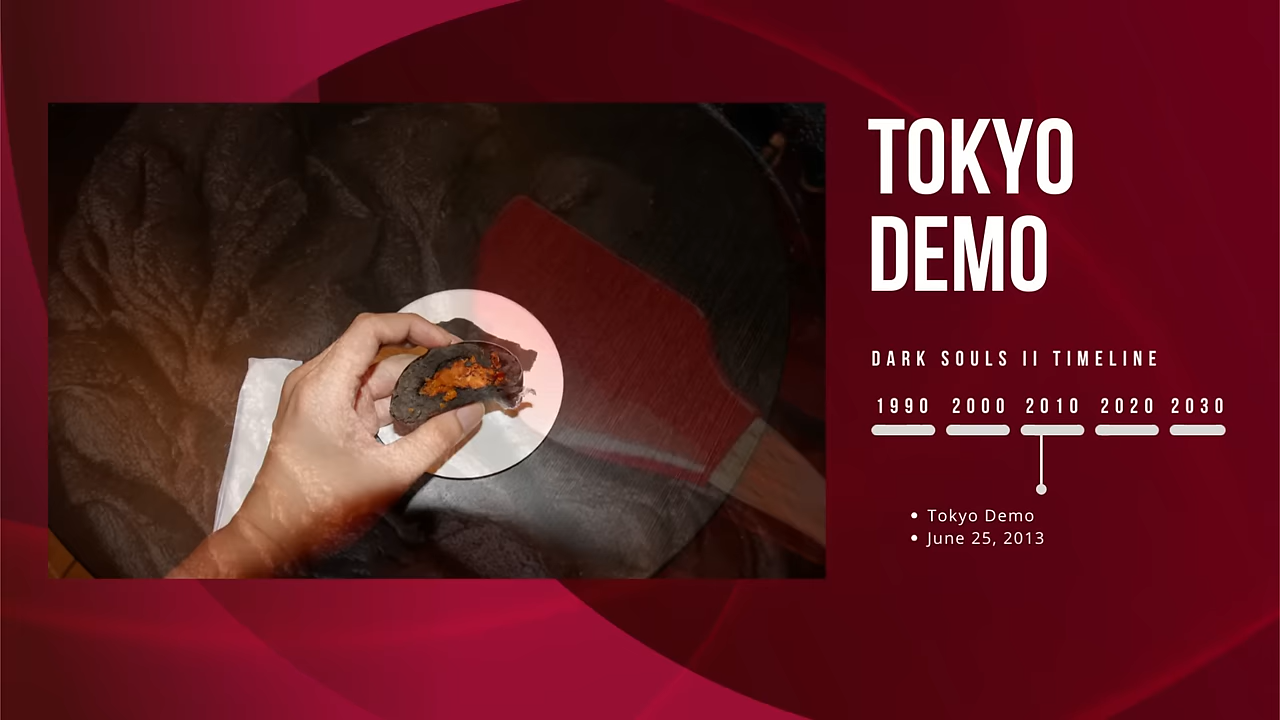 TOKYO
DEMO
DARK SOULS II TIMELINE
1990 2000 2010 2020 2030
• Tokyo Demo
• June 25, 2013